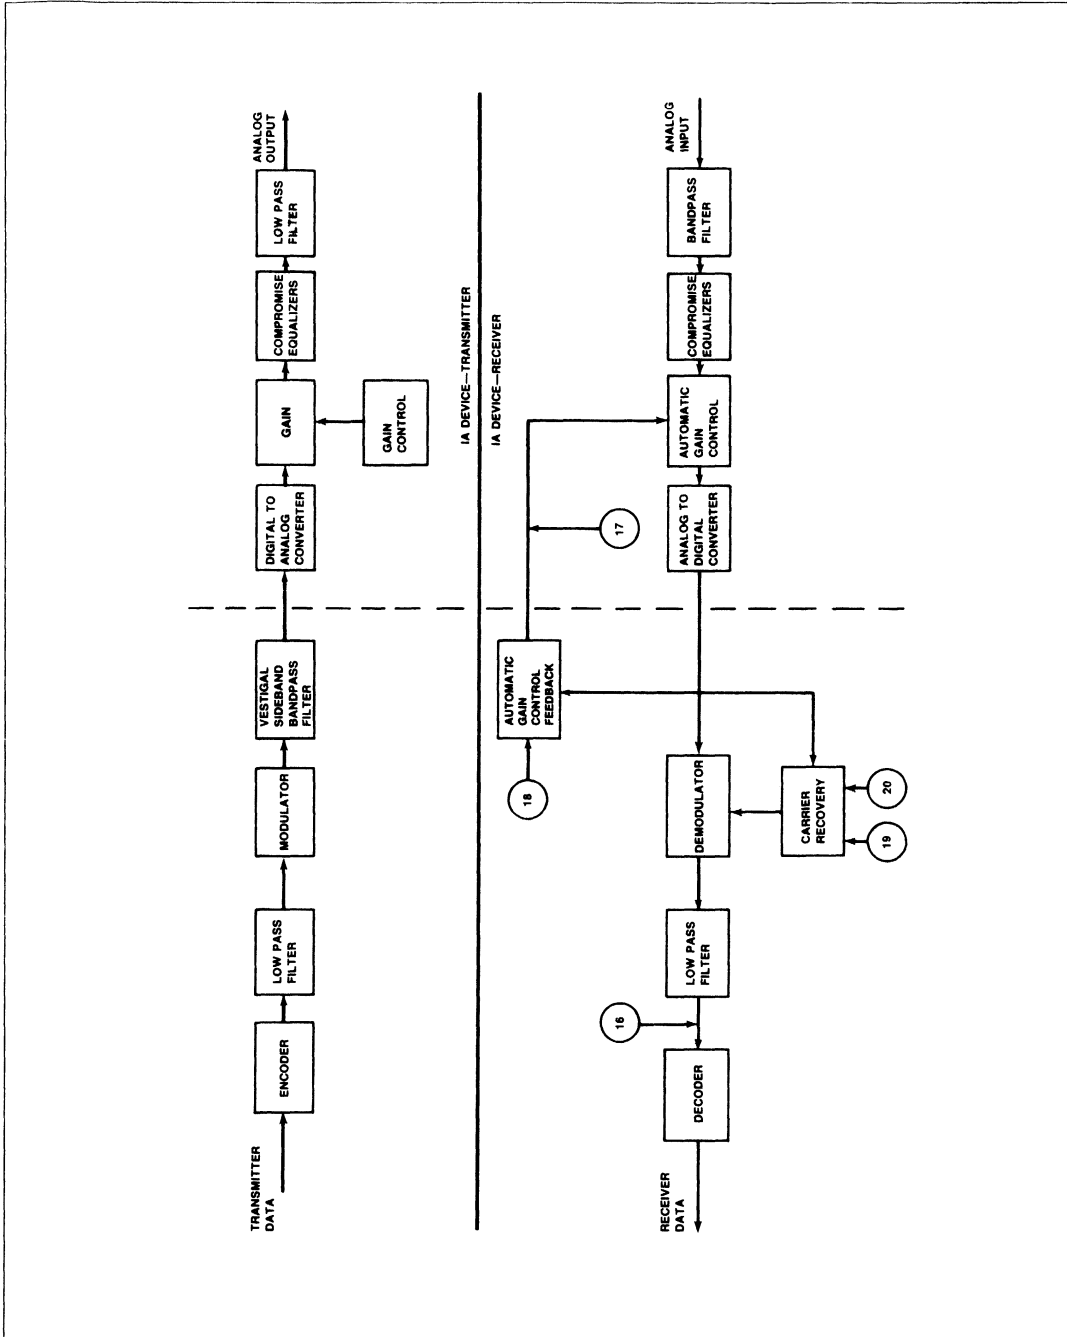 TRANSMITTER
DATA
ENCODER
LOW PASS
FILTER
MODULATOR
VESTIGAL
SIDEBAND
BANDPASS
FILTER
DIGITAL TO
ANALOG
CONVERTER
GAIN
COMPROMISE
EQUALIZERS
LOW PASS
FILTER
ANALOG
OUTPUT
GAIN
CONTROL
IA DEVICE—TRANSMITTER
IA DEVICE—RECEIVER
18
AUTOMATIC
GAIN
CONTROL
FEEDBACK
17
16
RECEIVER
DATA
DECODER
LOW PASS
FILTER
DEMODULATOR
ANALOG TO
DIGITAL
CONVERTER
AUTOMATIC
GAIN
CONTROL
COMPROMISE
EQUALIZERS
BANDPASS
FILTER
ANALOG
INPUT
CARRIER
RECOVERY
19
20